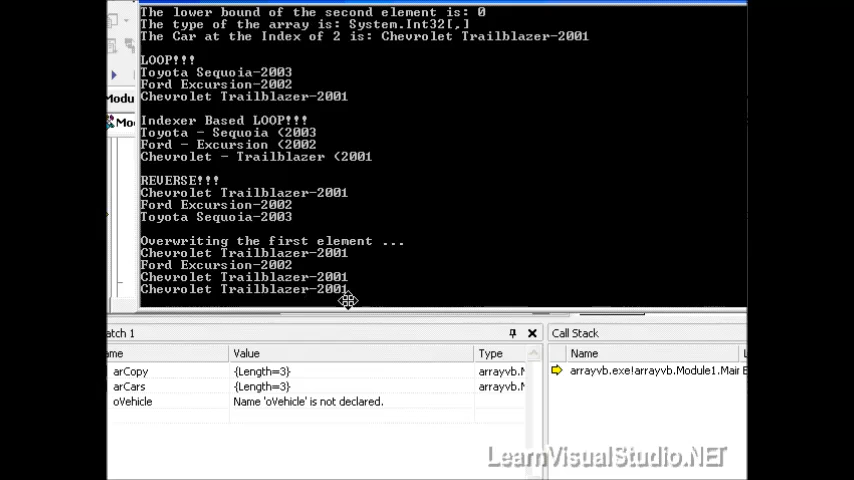 The lower bound of the second element is: 0
The type of the array is: System.Int32[,]
The Car at the Index of 2 is: Chevrolet Trailblazer-2001
LOOP!!!
Toyota Sequoia-2003
Ford Excursion-2002
Chevrolet Trailblazer-2001
Indexer Based LOOP!!!
Toyota - Sequoia (2003
Ford - Excursion (2002
Chevrolet - Trailblazer (2001
REVERSE!!!
Chevrolet Trailblazer-2001
Ford Excursion-2002
Toyota Sequoia-2003
Overwriting the first element ...
Chevrolet Trailblazer-2001
Ford Excursion-2002
Chevrolet Trailblazer-2001
Chevrolet Trailblazer-2001
Modu
Mo
atch 1
Call Stack
ame Value Type
Name L
arCopy {Length=3} arrayvb.M
arrayvb.exe!arrayvb.Module1.Main
arCars {Length=3} arrayvb.M
oVehicle Name 'oVehicle' is not declared.
LearnVisualStudio.NET